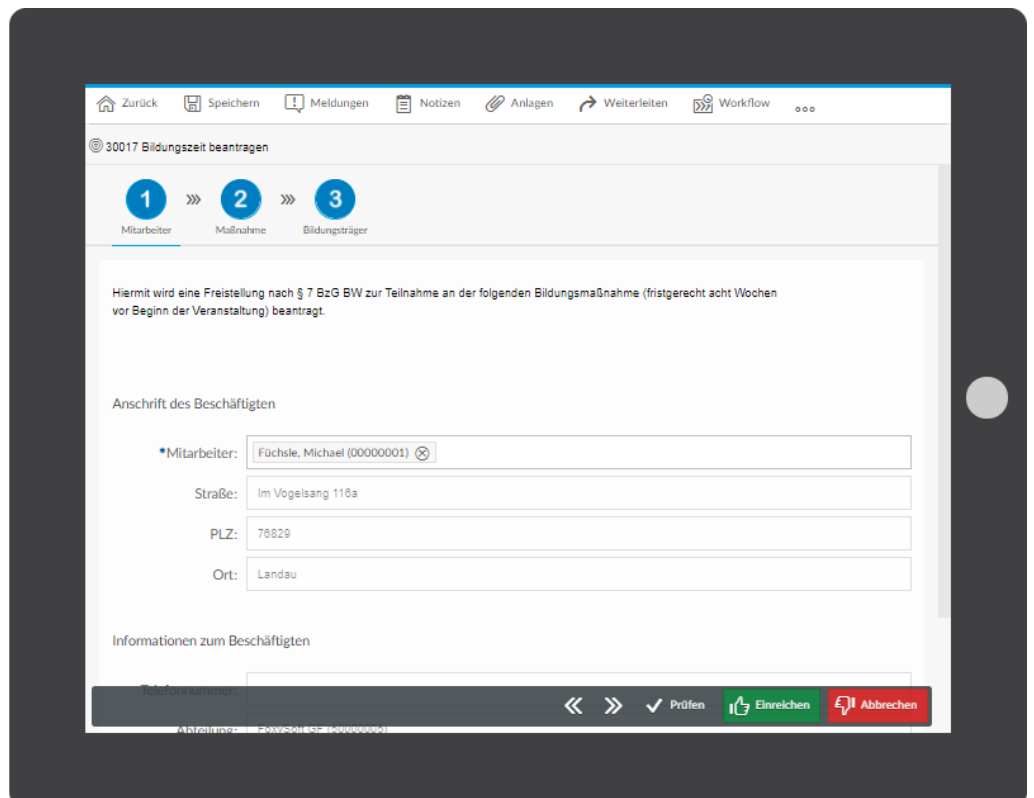 Zurück Speichern Meldungen Notizen Anlagen Weiterleiten Workflow
30017 Bildungszeit beantragen
1 2 3
Mitarbeiter Maßnahme Bildungsträger
Hiermit wird eine Freistellung nach § 7 BzG BW zur Teilnahme an der folgenden Bildungsmaßnahme (fristgerecht acht Wochen
vor Beginn der Veranstaltung) beantragt.
Anschrift des Beschäftigten
*Mitarbeiter: Füchsle, Michael (00000001)
Straße: Im Vogelsang 116a
PLZ: 76829
Ort: Landau
Informationen zum Beschäftigten
Telefonnummer:
Prüfen Einreichen Abbrechen
Abteilung: FoxySoft GF (50000005)